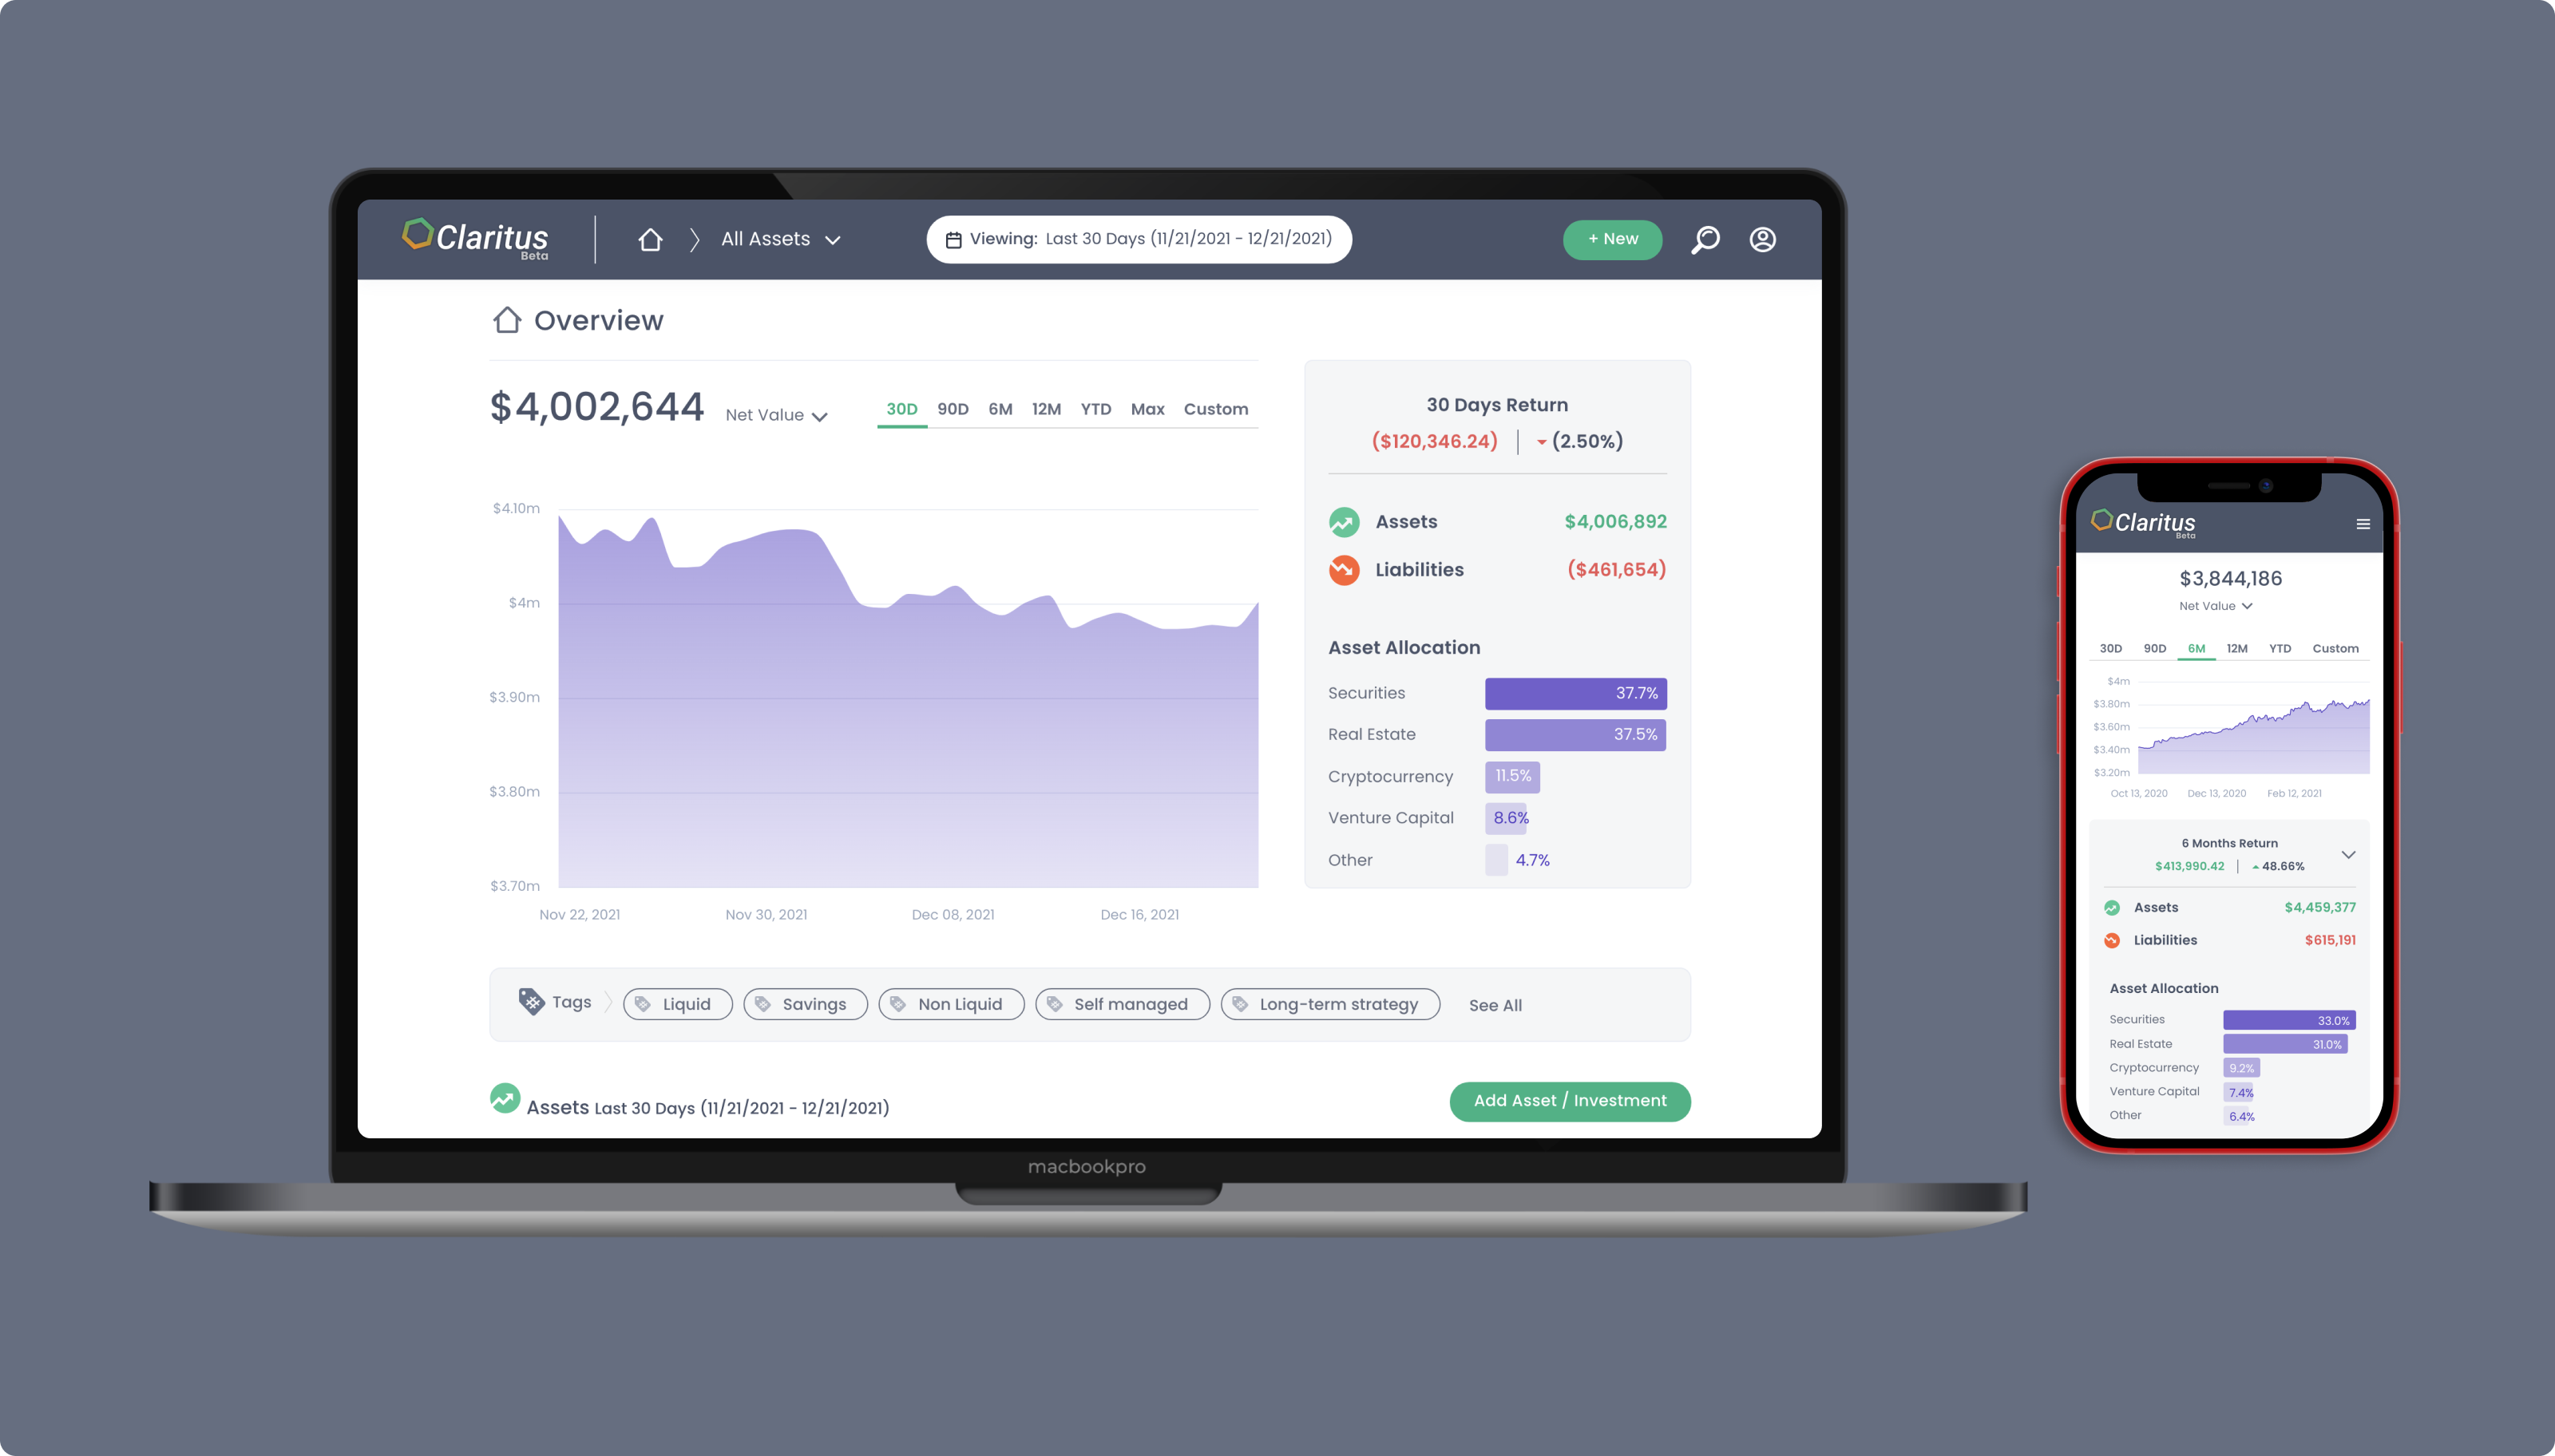 Claritus
Beta
All Assets
Viewing: Last 30 Days (11/21/2021 - 12/21/2021)
+ New
Overview
$4,002,644 Net Value
30D 90D 6M 12M YTD Max Custom
$4.10m
$4m
$3.90m
$3.80m
$3.70m
Nov 22, 2021 Nov 30, 2021 Dec 08, 2021 Dec 16, 2021
30 Days Return
($120,346.24) (2.50%)
Assets $4,006,892
Liabilities ($461,654)
Asset Allocation
Securities 37.7%
Real Estate 37.5%
Cryptocurrency 11.5%
Venture Capital 8.6%
Other 4.7%
Tags Liquid Savings Non Liquid Self managed Long-term strategy See All
Assets Last 30 Days (11/21/2021 - 12/21/2021)
Add Asset / Investment
macbookpro
Claritus
Beta
$3,844,186
Net Value
30D 90D 6M 12M YTD Custom
$4m
$3.80m
$3.60m
$3.40m
$3.20m
Oct 13, 2020 Dec 13, 2020 Feb 12, 2021
6 Months Return
$413,990.42 48.66%
Assets $4,459,377
Liabilities $615,191
Asset Allocation
Securities 33.0%
Real Estate 31.0%
Cryptocurrency 9.2%
Venture Capital 7.4%
Other 6.4%